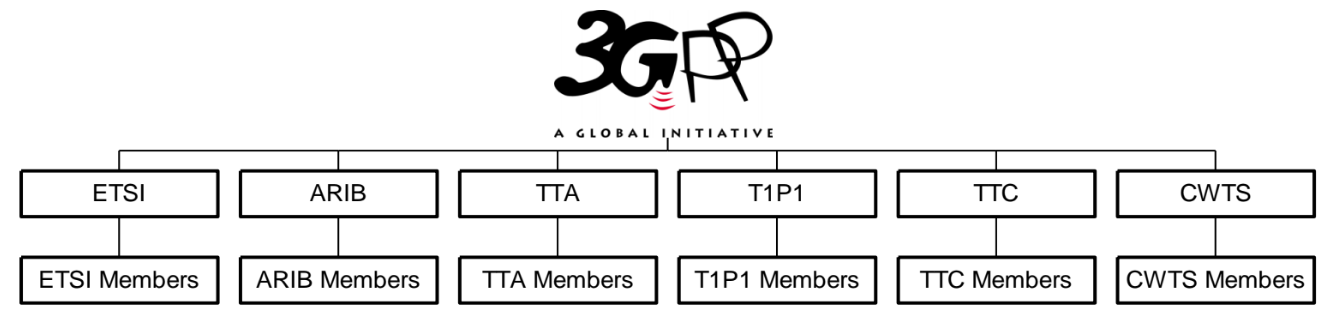 3GPP
A GLOBAL INITIATIVE
ETSI ARIB TTA T1P1 TTC CWTS
ETSI Members ARIB Members TTA Members T1P1 Members TTC Members CWTS Members